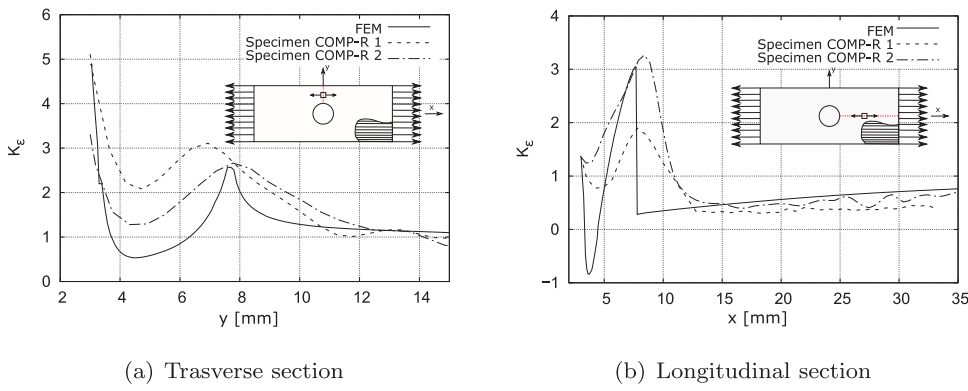 FEM
Specimen COMP-R 1
Specimen COMP-R 2
6
5
4
3
2
1
0
Kε
y
x
2
4
6
8
10
12
14
y [mm]
(a) Trasverse section
FEM
Specimen COMP-R 1
Specimen COMP-R 2
4
3
2
1
0
−1
Kε
y
x
5
10
15
20
25
30
35
x [mm]
(b) Longitudinal section